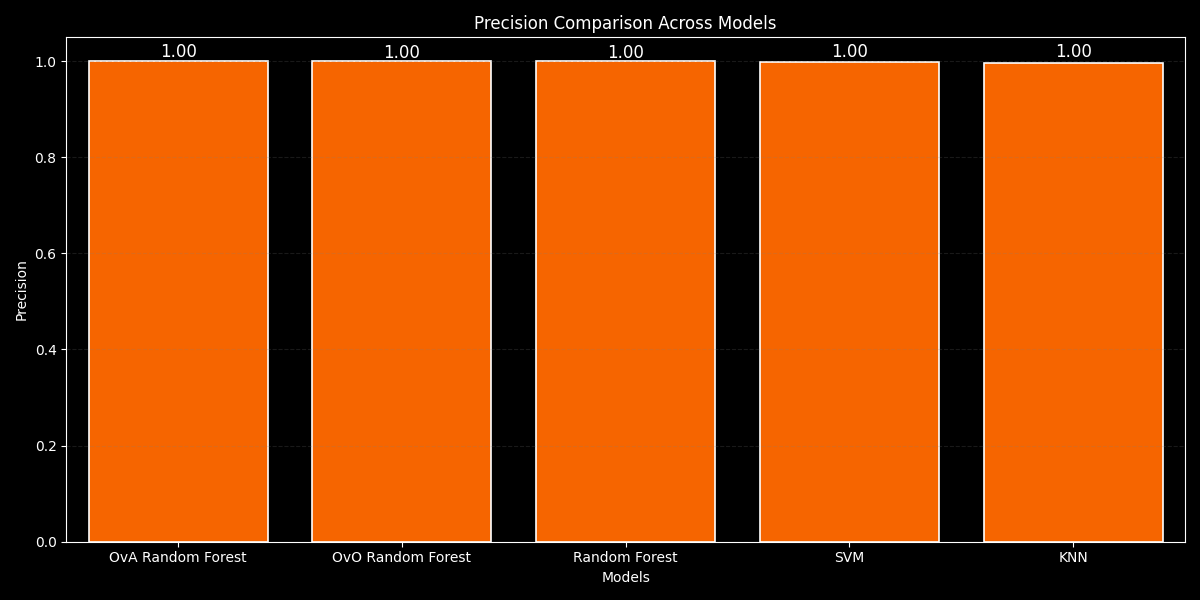 Precision Comparison Across Models
1.00 1.00 1.00 1.00 1.00
1.0
0.8
0.6
0.4
0.2
0.0
Precision
OvA Random Forest OvO Random Forest Random Forest SVM KNN
Models